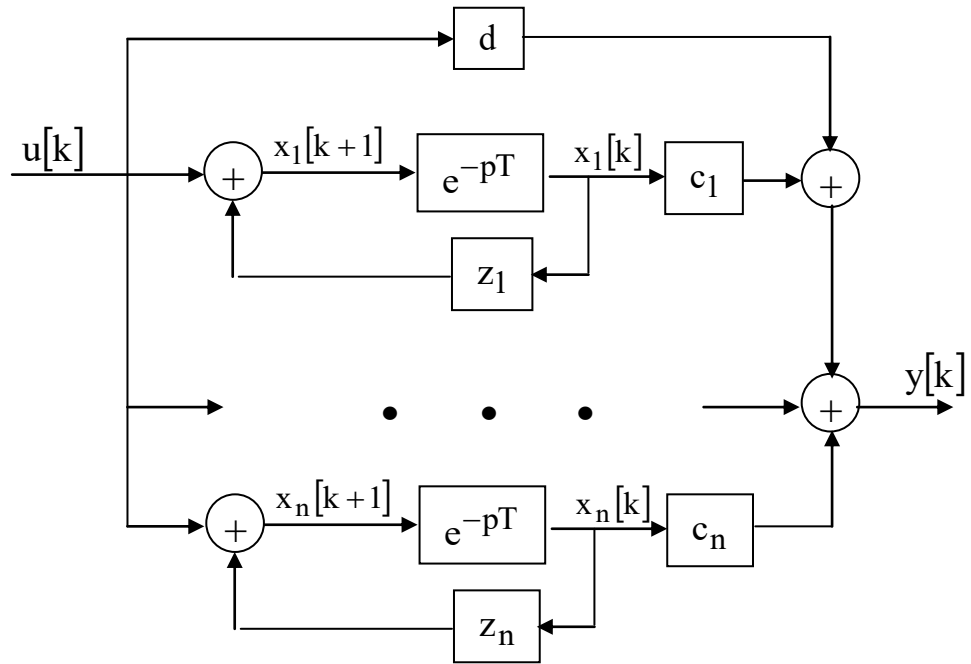 d
u[k]
+
x₁[k+1]
e⁻ᵖᵀ
x₁[k]
c₁
+
z₁
+
y[k]
+
xₙ[k+1]
e⁻ᵖᵀ
xₙ[k]
cₙ
zₙ